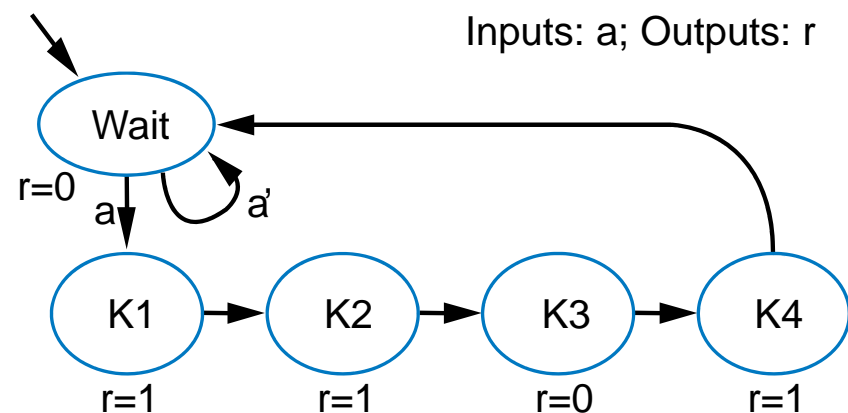 Inputs: a; Outputs: r
Wait
r=0
a
a'
K1
K2
K3
K4
r=1
r=1
r=0
r=1